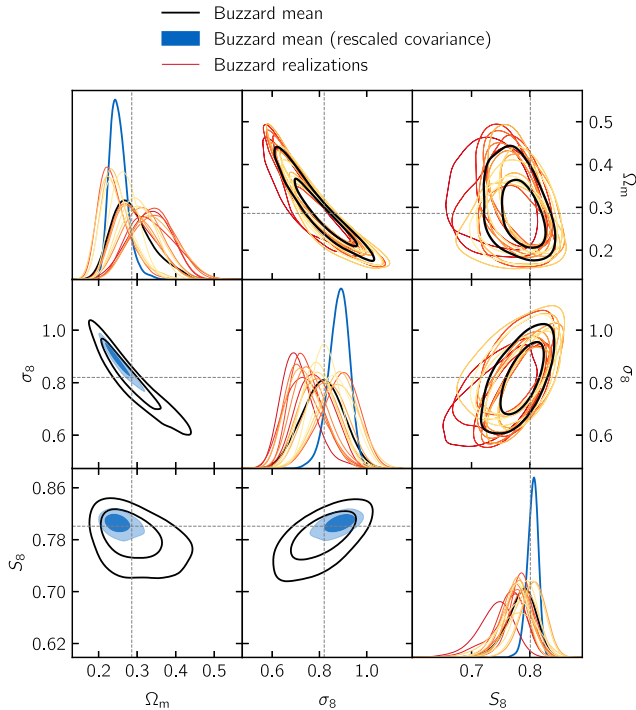 Buzzard mean
Buzzard mean (rescaled covariance)
Buzzard realizations
0.5
0.4
0.3
0.2
Ωm
1.0
0.8
0.6
σ8
1.0
0.8
0.6
σ8
0.86
0.78
0.70
0.62
S8
0.2 0.3 0.4 0.5
0.6 0.8 1.0
0.7 0.8
Ωm
σ8
S8